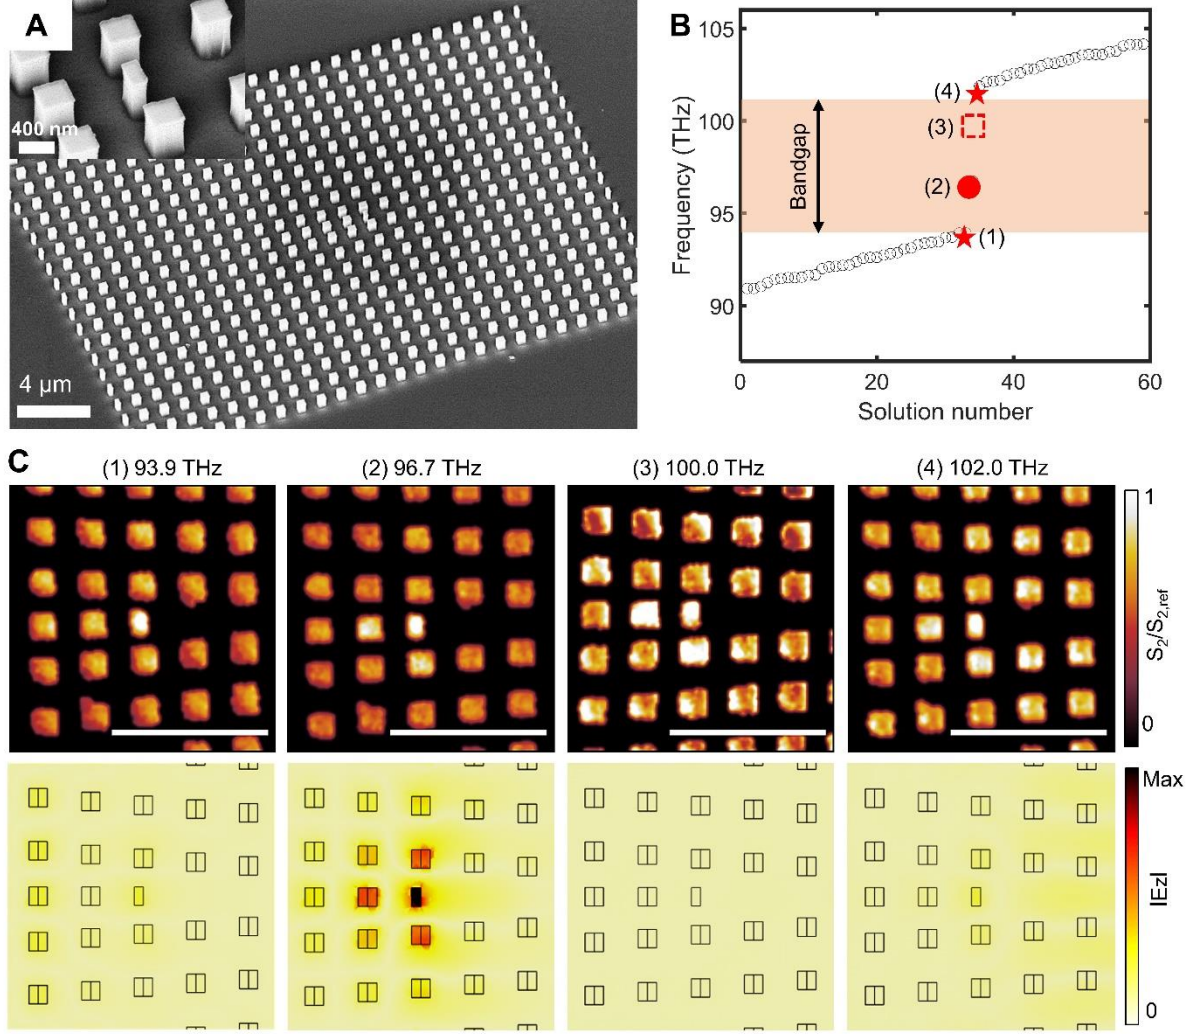 A
400 nm
4 µm
B
105
100
95
90
Frequency (THz)
Bandgap
(4)
(3)
(2)
(1)
0
20
40
60
Solution number
C
(1) 93.9 THz
(2) 96.7 THz
(3) 100.0 THz
(4) 102.0 THz
1
S2/S2,ref
0
Max
|Ez|
0